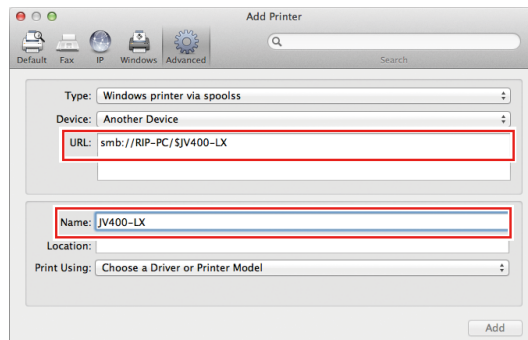 Add Printer
Default Fax IP Windows Advanced Search
Type: Windows printer via spoolss
Device: Another Device
URL: smb://RIP-PC/$JV400-LX
Name: JV400-LX
Location:
Print Using: Choose a Driver or Printer Model
Add